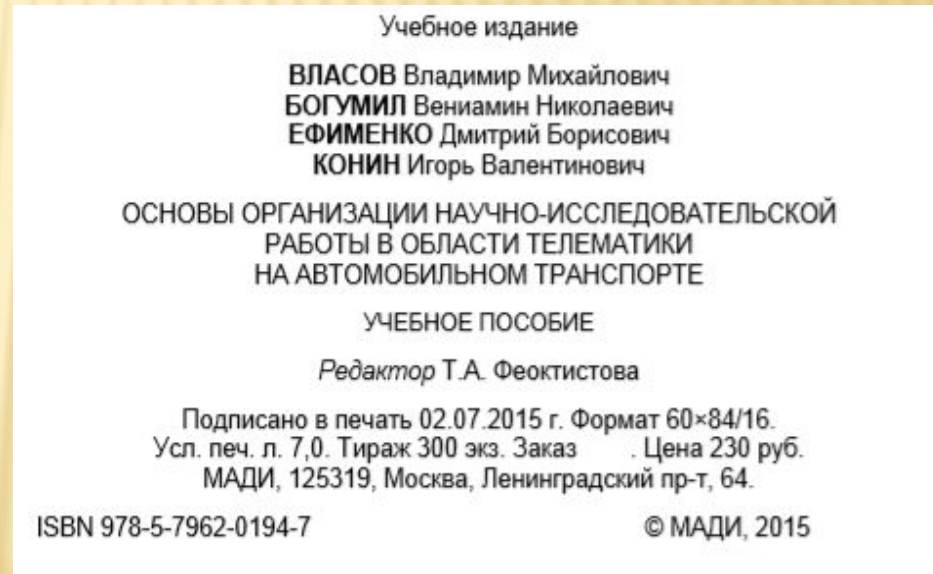 Учебное издание
ВЛАСОВ Владимир Михайлович
БОГУМИЛ Вениамин Николаевич
ЕФИМЕНКО Дмитрий Борисович
КОНИН Игорь Валентинович
ОСНОВЫ ОРГАНИЗАЦИИ НАУЧНО-ИССЛЕДОВАТЕЛЬСКОЙ
РАБОТЫ В ОБЛАСТИ ТЕЛЕМАТИКИ
НА АВТОМОБИЛЬНОМ ТРАНСПОРТЕ
УЧЕБНОЕ ПОСОБИЕ
Редактор Т.А. Феоктистова
Подписано в печать 02.07.2015 г. Формат 60×84/16.
Усл. печ. л. 7,0. Тираж 300 экз. Заказ . Цена 230 руб.
МАДИ, 125319, Москва, Ленинградский пр-т, 64.
ISBN 978-5-7962-0194-7 © МАДИ, 2015